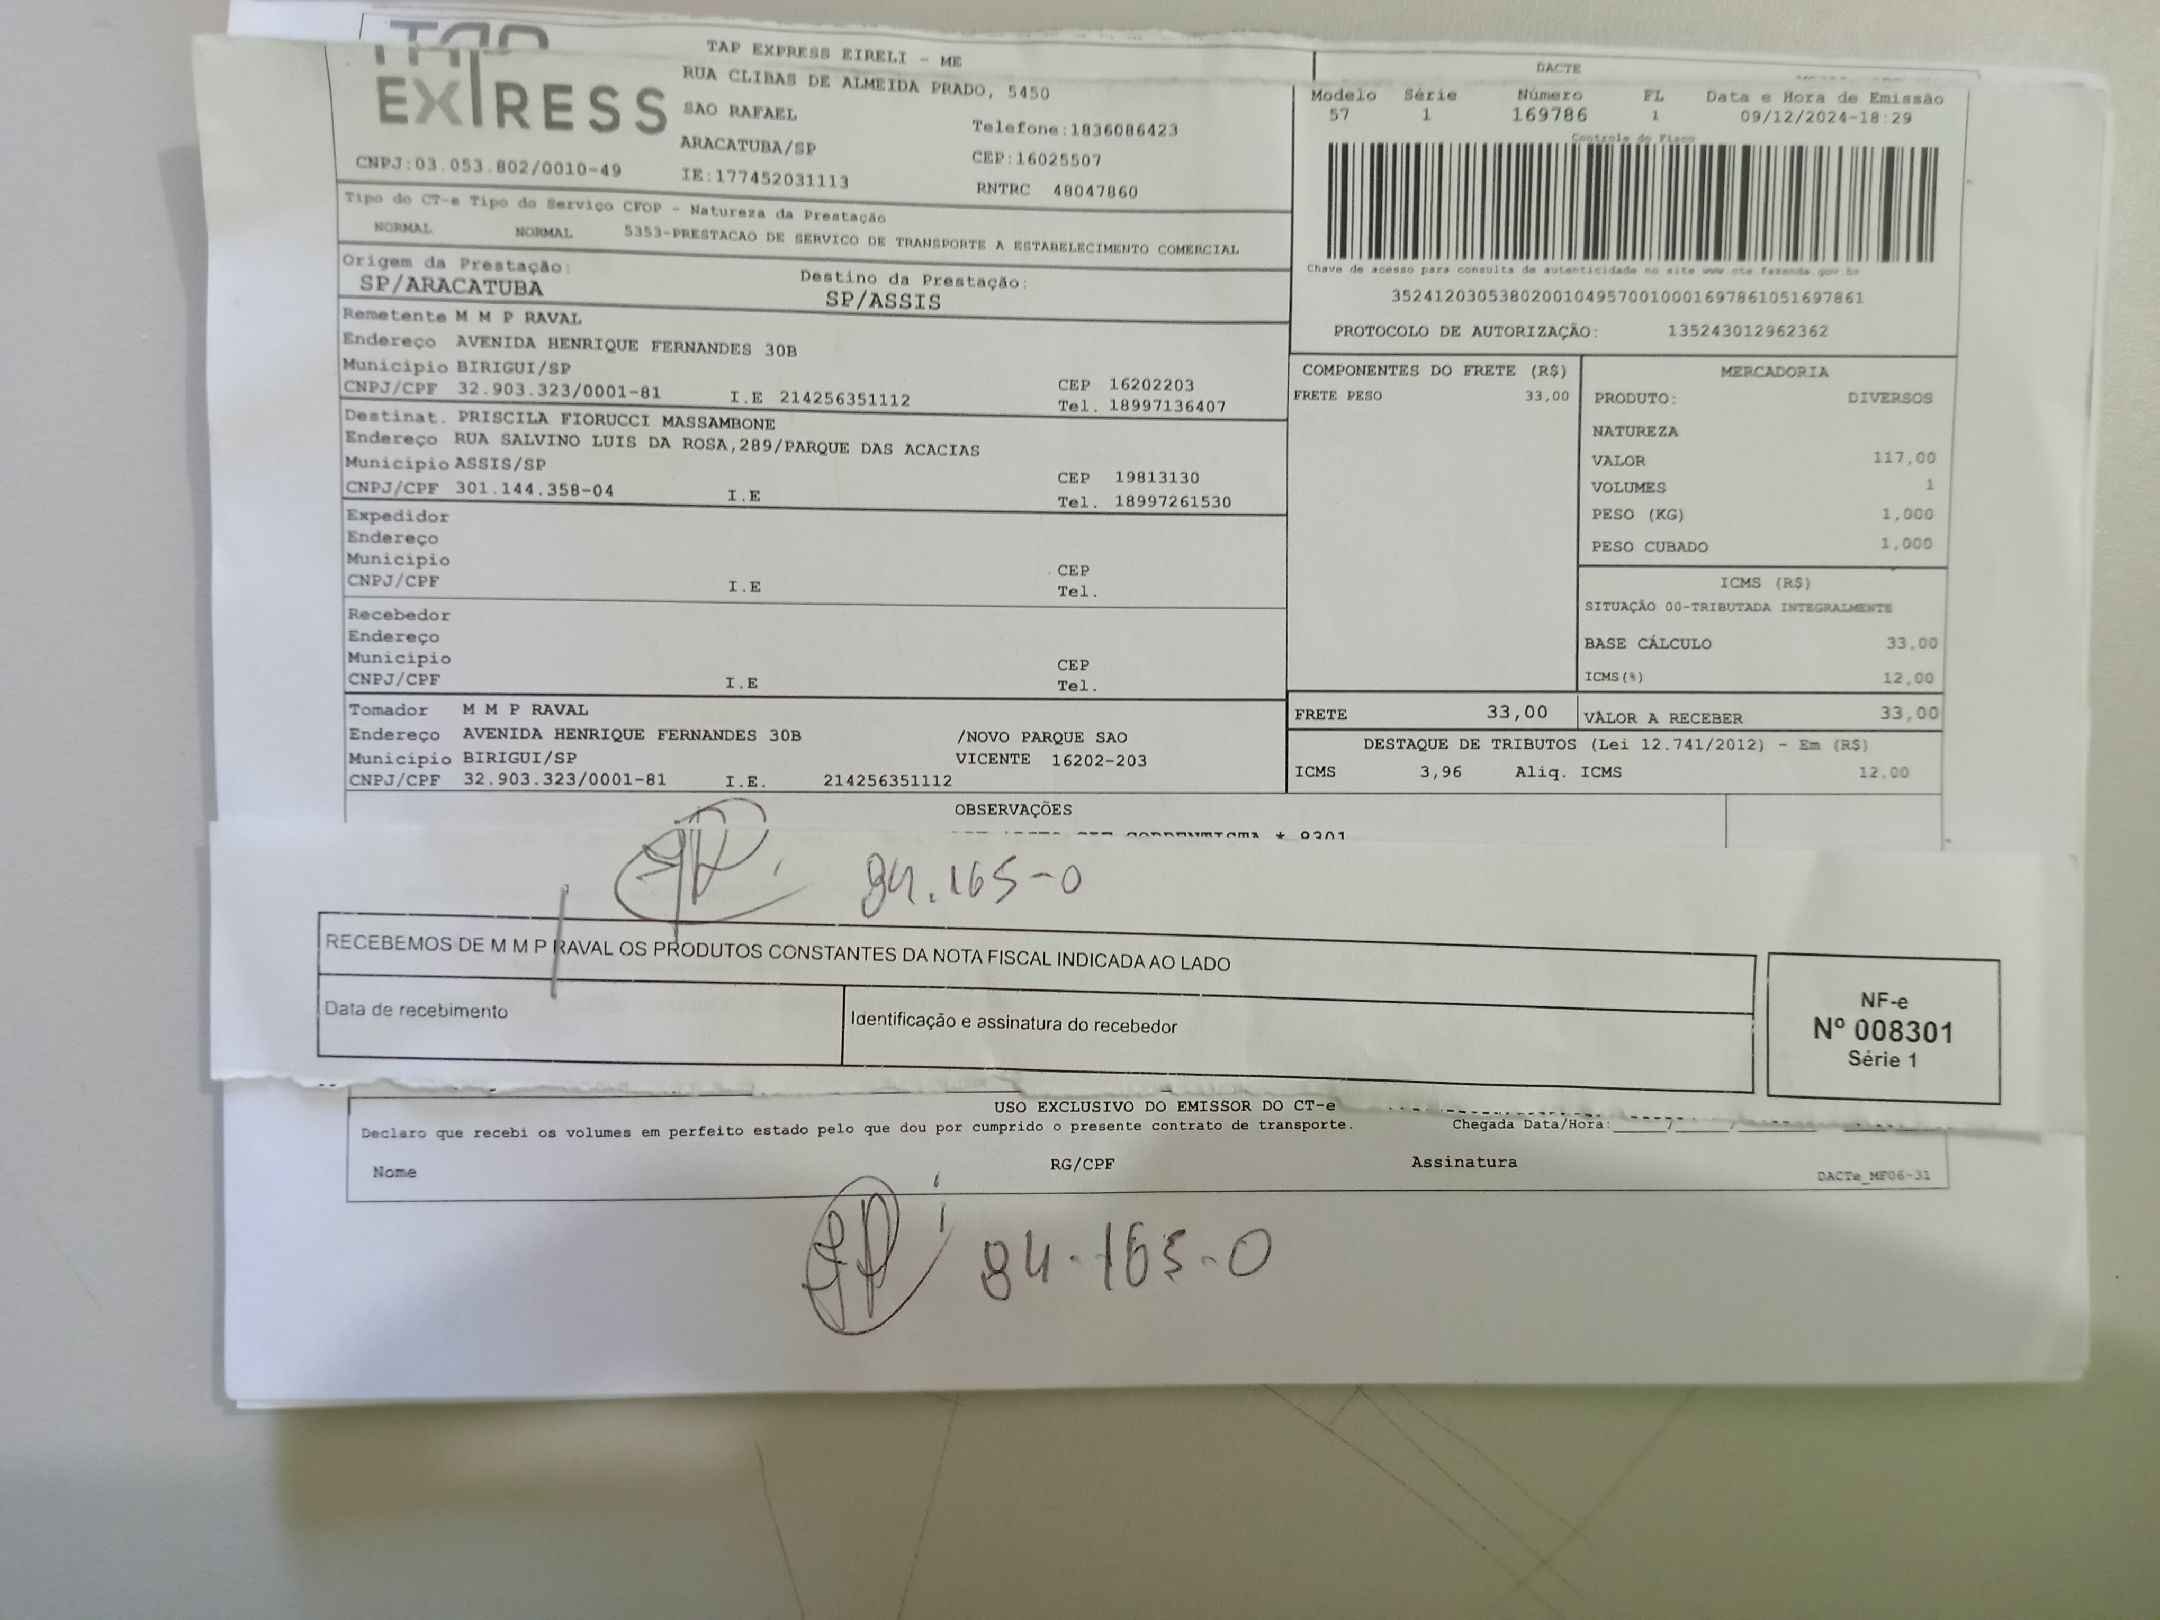 TAP
EXPRESS
CNPJ:03.053.802/0010-49
TAP EXPRESS EIRELI - ME
RUA CLIBAS DE ALMEIDA PRADO, 5450
SAO RAFAEL
Telefone:1836086423
ARACATUBA/SP
CEP:16025507
IE:177452031113
RNTRC 48047860
DACTE
Modelo Série Número FL Data e Hora de Emissão
57 1 169786 1 09/12/2024-18:29
Controle do Fisco
Chave de acesso para consulta de autenticidade no site www.cte.fazenda.gov.br
35241203053802001049570010001697861051697861
PROTOCOLO DE AUTORIZAÇÃO: 135243012962362
Tipo do CT-e Tipo do Serviço CFOP - Natureza da Prestação
NORMAL NORMAL 5353-PRESTACAO DE SERVICO DE TRANSPORTE A ESTABELECIMENTO COMERCIAL
Origem da Prestação: Destino da Prestação:
SP/ARACATUBA SP/ASSIS
Remetente M M P RAVAL
Endereço AVENIDA HENRIQUE FERNANDES 30B
Município BIRIGUI/SP CEP 16202203
CNPJ/CPF 32.903.323/0001-81 I.E 214256351112 Tel. 18997136407
Destinat. PRISCILA FIORUCCI MASSAMBONE
Endereço RUA SALVINO LUIS DA ROSA,289/PARQUE DAS ACACIAS
Município ASSIS/SP CEP 19813130
CNPJ/CPF 301.144.358-04 I.E Tel. 18997261530
Expedidor
Endereço
Município CEP
CNPJ/CPF I.E Tel.
Recebedor
Endereço
Município CEP
CNPJ/CPF I.E Tel.
Tomador M M P RAVAL
Endereço AVENIDA HENRIQUE FERNANDES 30B /NOVO PARQUE SAO
Município BIRIGUI/SP VICENTE 16202-203
CNPJ/CPF 32.903.323/0001-81 I.E. 214256351112
COMPONENTES DO FRETE (R$)
FRETE PESO 33,00
MERCADORIA
PRODUTO: DIVERSOS
NATUREZA
VALOR 117,00
VOLUMES 1
PESO (KG) 1,000
PESO CUBADO 1,000
ICMS (R$)
SITUAÇÃO 00-TRIBUTADA INTEGRALMENTE
BASE CÁLCULO 33,00
ICMS(%) 12,00
FRETE 33,00 VALOR A RECEBER 33,00
DESTAQUE DE TRIBUTOS (Lei 12.741/2012) - Em (R$)
ICMS 3,96 Aliq. ICMS 12,00
OBSERVAÇÕES
* 8301
84.165-0
RECEBEMOS DE M M P RAVAL OS PRODUTOS CONSTANTES DA NOTA FISCAL INDICADA AO LADO
Data de recebimento Identificação e assinatura do recebedor
NF-e
Nº 008301
Série 1
USO EXCLUSIVO DO EMISSOR DO CT-e
Declaro que recebi os volumes em perfeito estado pelo que dou por cumprido o presente contrato de transporte. Chegada Data/Hora:_____/_____/_______
Nome RG/CPF Assinatura
DACTe_MF06-31
84-165-0